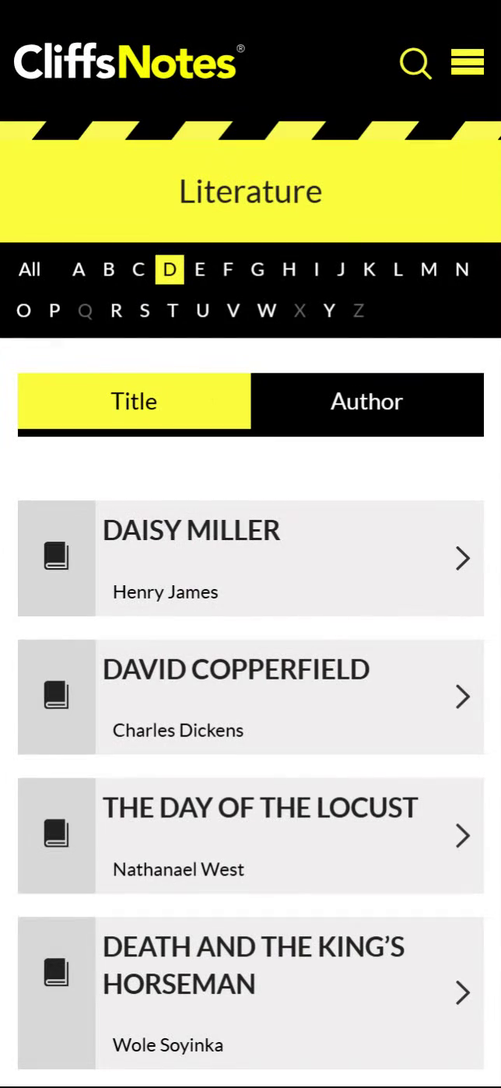 CliffsNotes®
Literature
All A B C D E F G H I J K L M N
O P Q R S T U V W X Y Z
Title Author
DAISY MILLER
Henry James
DAVID COPPERFIELD
Charles Dickens
THE DAY OF THE LOCUST
Nathanael West
DEATH AND THE KING’S
HORSEMAN
Wole Soyinka